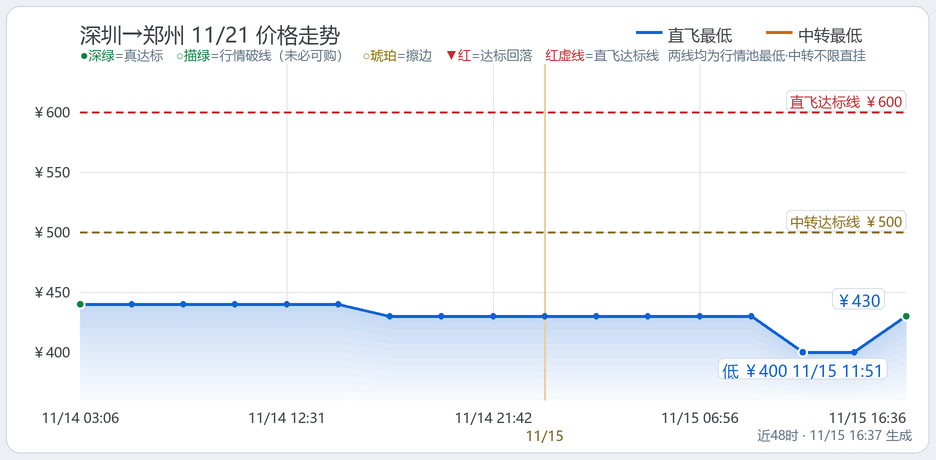 深圳→郑州 11/21 价格走势
直飞最低 中转最低
●深绿=真达标 ○描绿=行情破线（未必可购） ○琥珀=擦边 ▼红=达标回落 红虚线=直飞达标线 两线均为行情池最低·中转不限直挂
¥600
直飞达标线 ¥600
¥550
¥500
中转达标线 ¥500
¥450
¥430
¥400
低 ¥400 11/15 11:51
11/14 03:06 11/14 12:31 11/14 21:42 11/15 06:56 11/15 16:36
11/15
近48时 · 11/15 16:37 生成